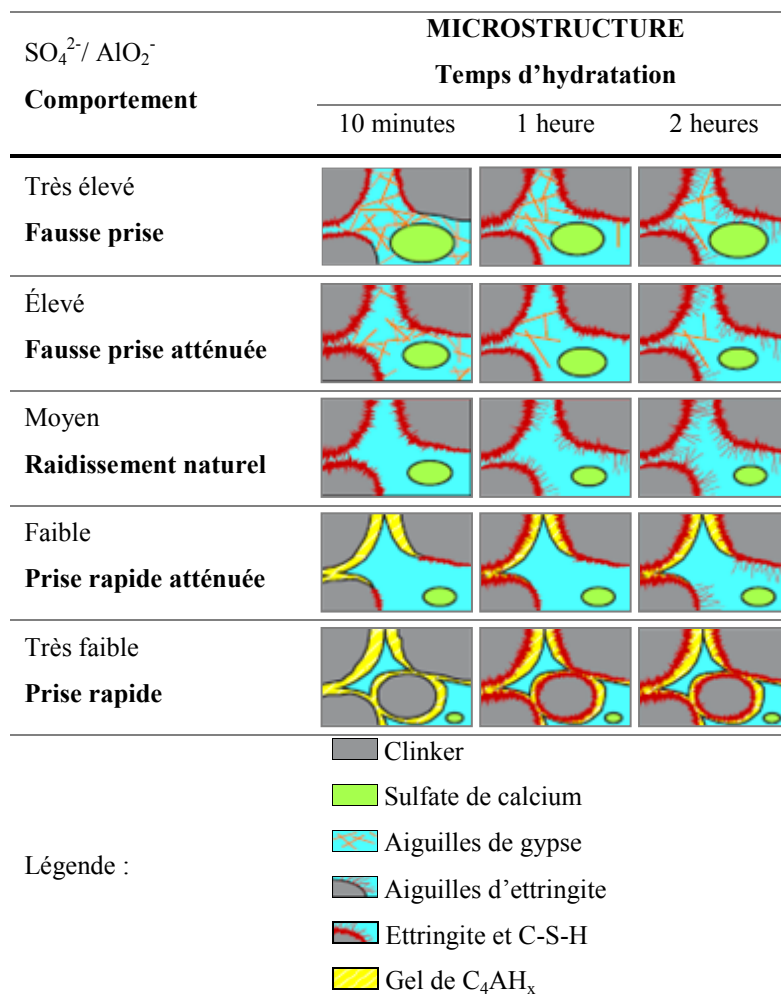 SO₄²⁻/ AlO₂⁻
Comportement
MICROSTRUCTURE
Temps d’hydratation
10 minutes 1 heure 2 heures
Très élevé
Fausse prise
Élevé
Fausse prise atténuée
Moyen
Raidissement naturel
Faible
Prise rapide atténuée
Très faible
Prise rapide
Légende :
Clinker
Sulfate de calcium
Aiguilles de gypse
Aiguilles d’ettringite
Ettringite et C-S-H
Gel de C₄AHₓ